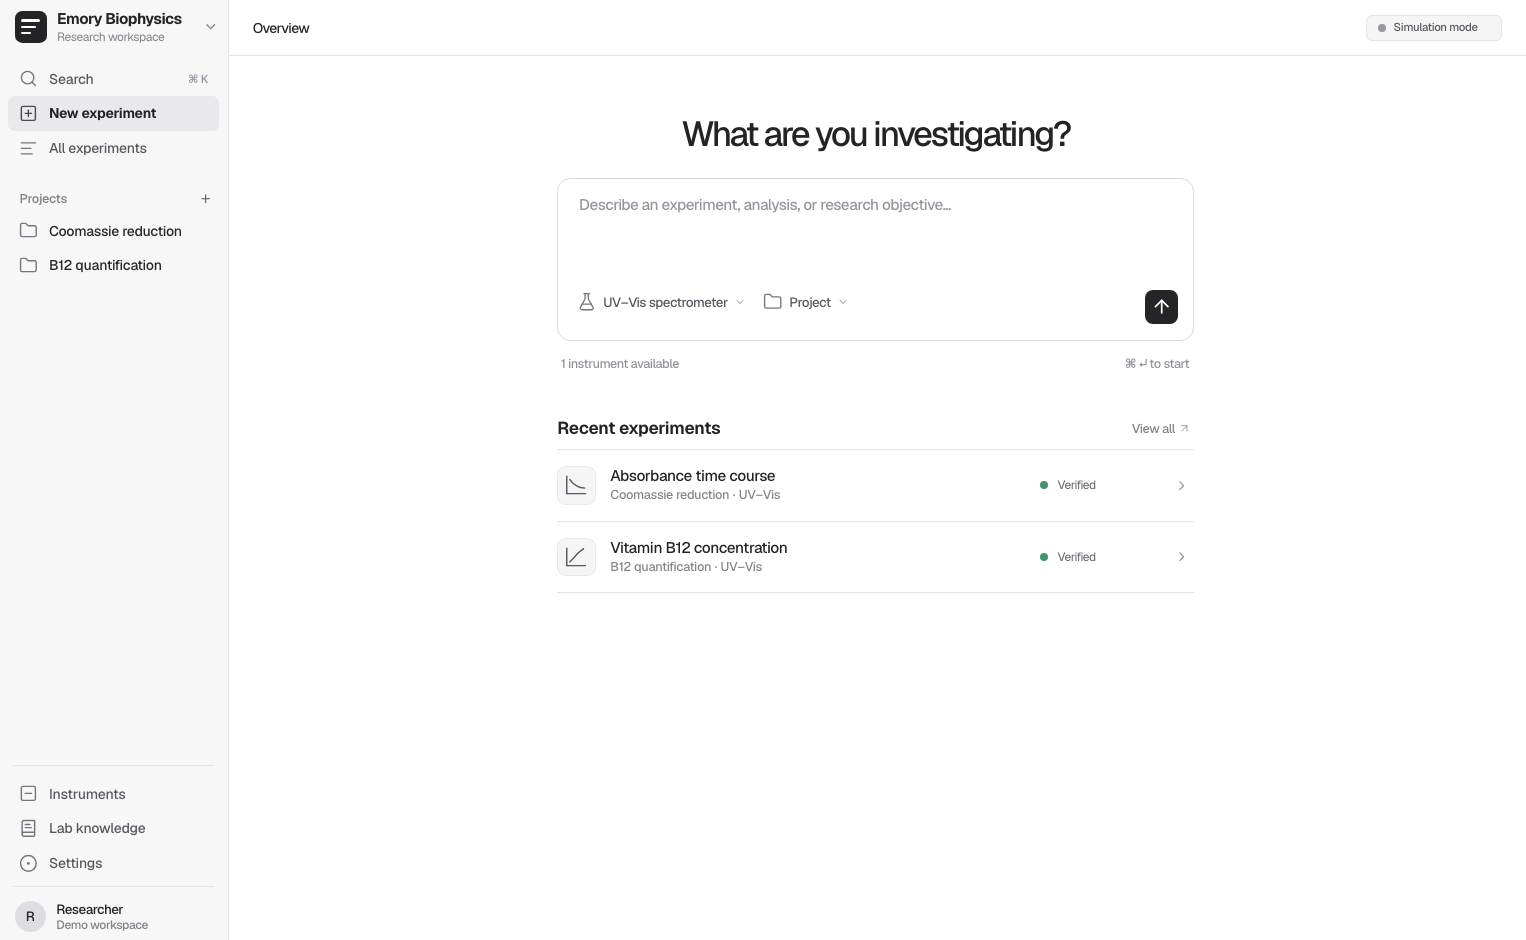 Emory Biophysics
Research workspace
Search ⌘ K
New experiment
All experiments
Projects +
Coomassie reduction
B12 quantification
Instruments
Lab knowledge
Settings
R
Researcher
Demo workspace
Overview
Simulation mode
What are you investigating?
Describe an experiment, analysis, or research objective...
UV–Vis spectrometer Project
1 instrument available ⌘ ↵ to start
Recent experiments View all
Absorbance time course
Coomassie reduction · UV–Vis
Verified
Vitamin B12 concentration
B12 quantification · UV–Vis
Verified